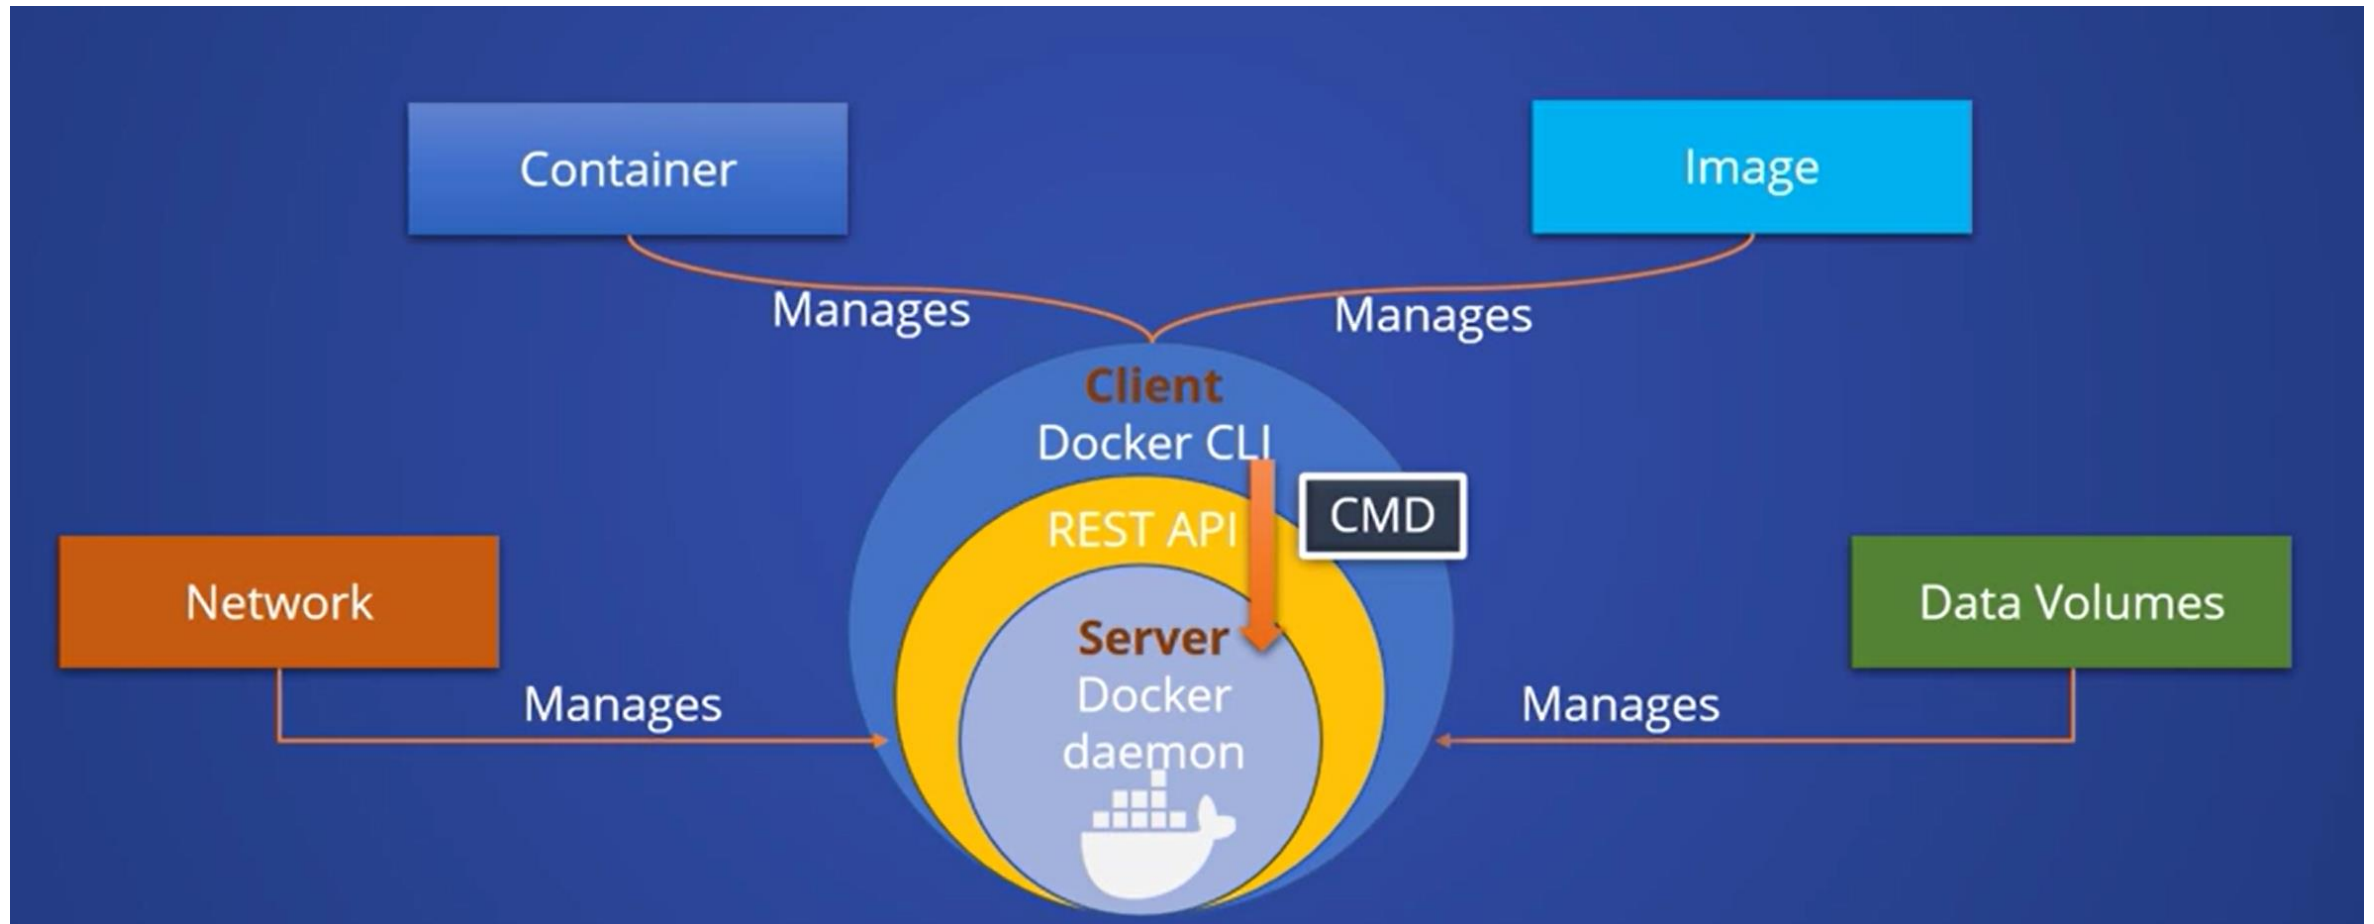 Container
Image
Manages
Manages
Client
Docker CLI
REST API
CMD
Network
Data Volumes
Server
Docker
daemon
Manages
Manages